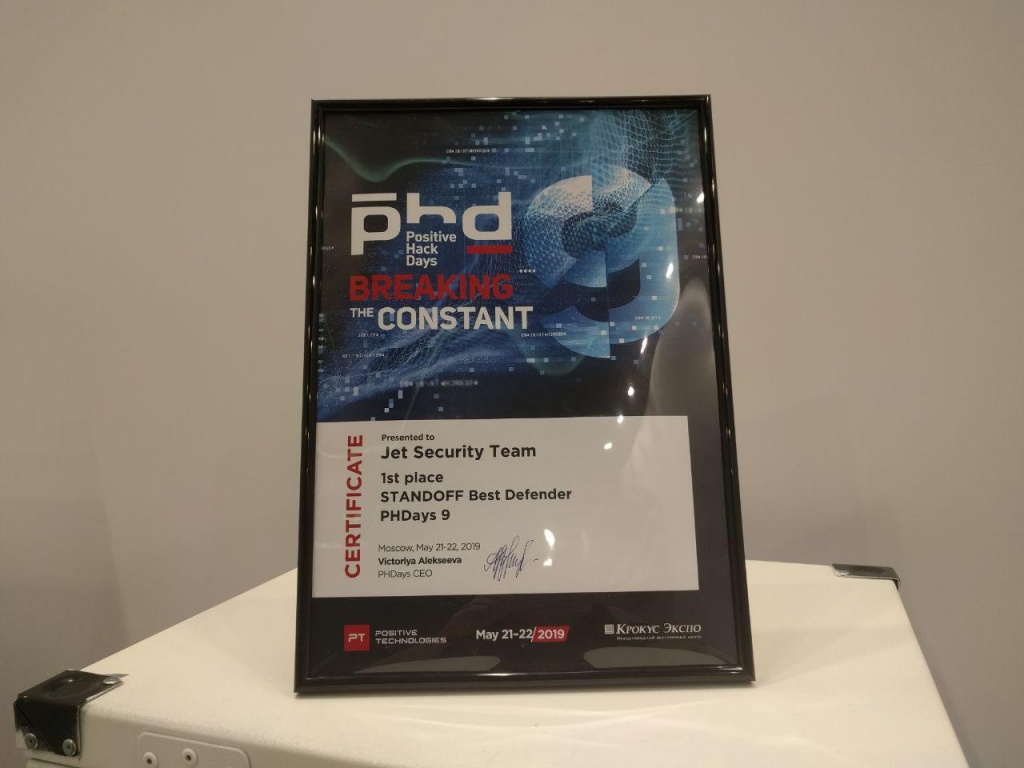 phd
Positive
Hack
Days
BREAKING
THE CONSTANT
CERTIFICATE
Presented to
Jet Security Team
1st place
STANDOFF Best Defender
PHDays 9
Moscow, May 21-22, 2019
Victoriya Alekseeva
PHDays CEO
PT POSITIVE
TECHNOLOGIES
May 21-22/2019
Крокус Экспо